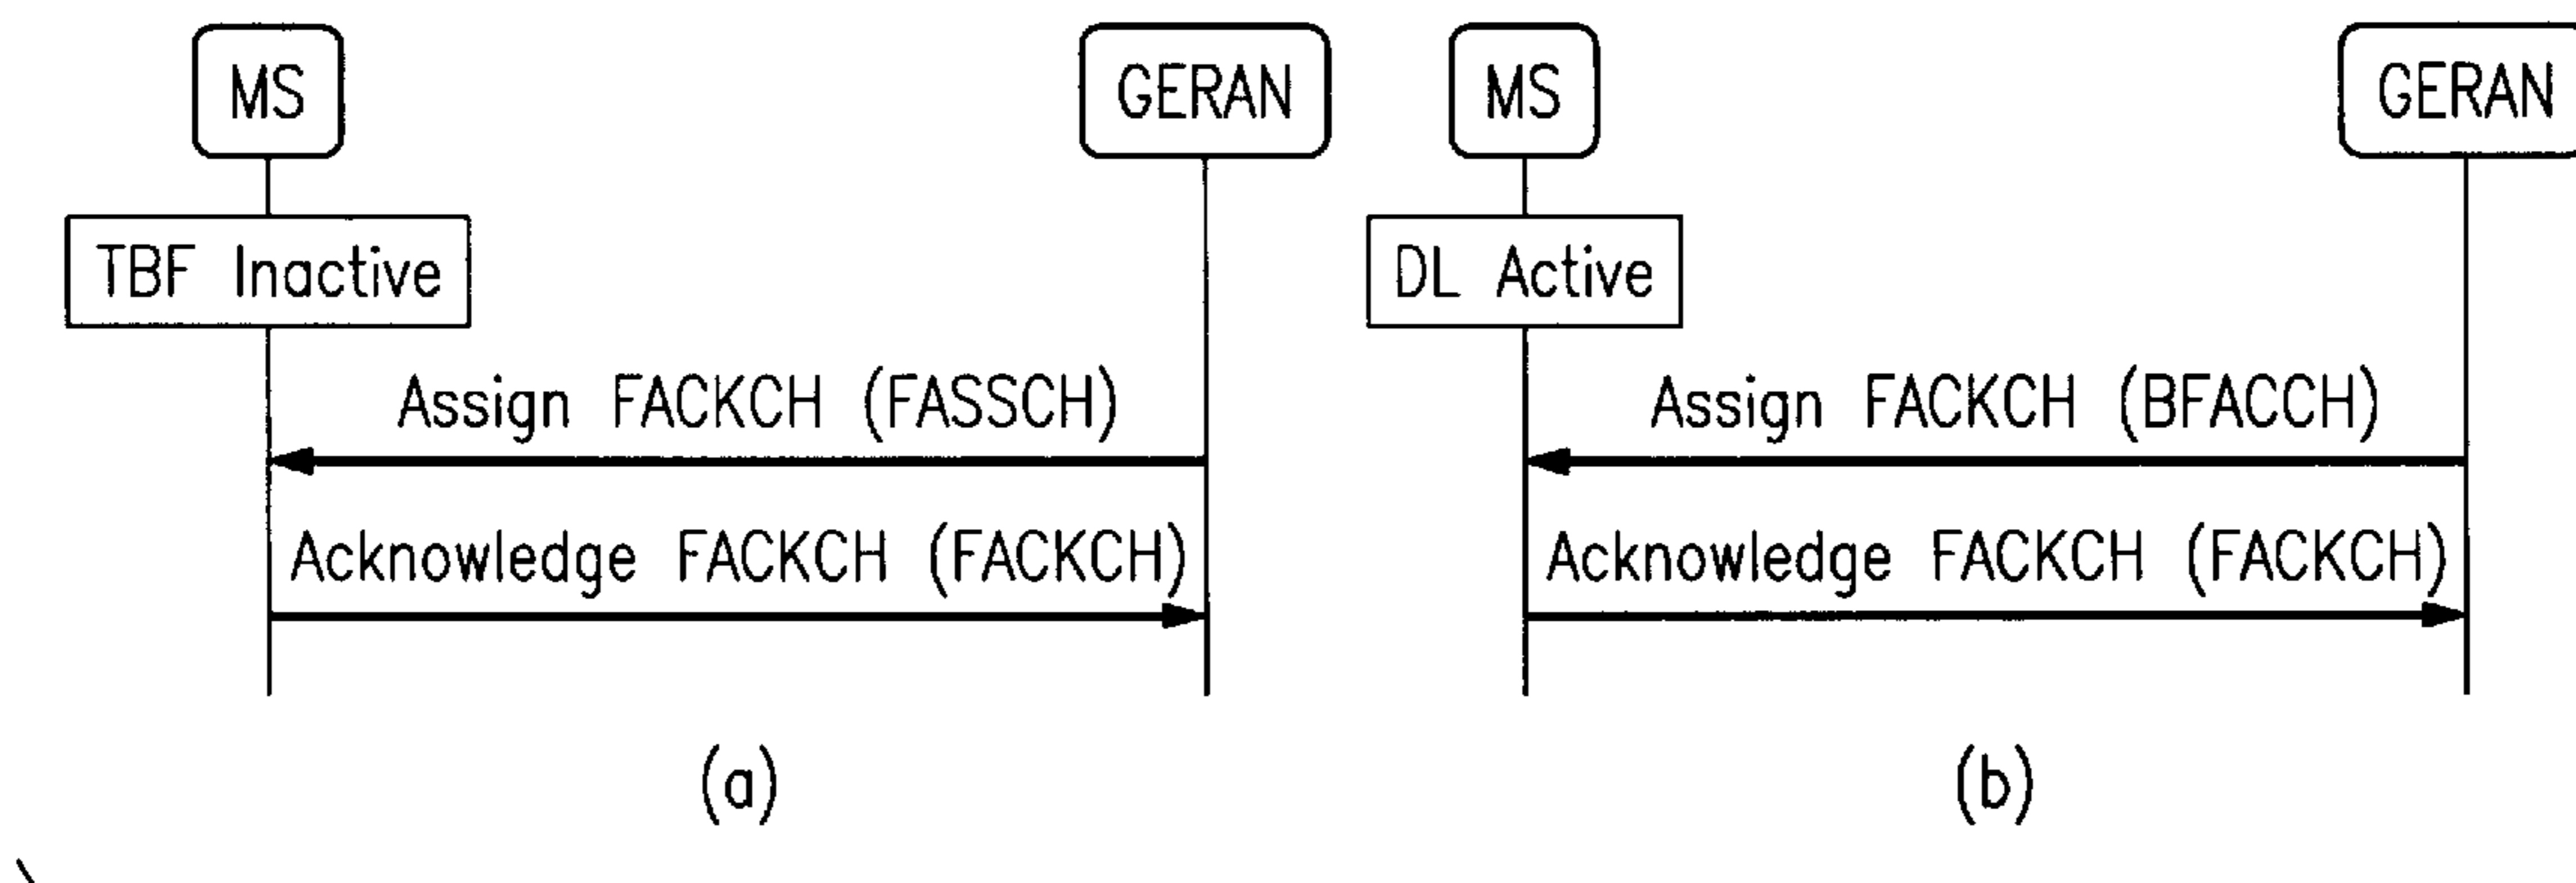 MS
GERAN
TBF Inactive
Assign FACKCH (FASSCH)
Acknowledge FACKCH (FACKCH)
(a)
MS
GERAN
DL Active
Assign FACKCH (BFACCH)
Acknowledge FACKCH (FACKCH)
(b)